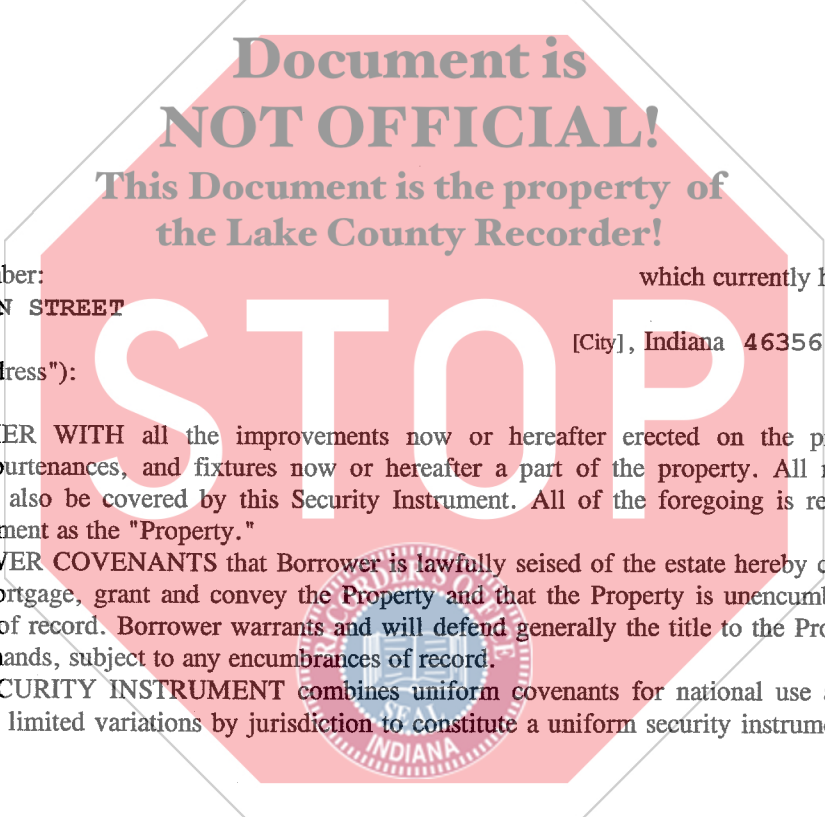 Document is
NOT OFFICIAL!
This Document is the property of
the Lake County Recorder!
ber: which currently h
N STREET
[City], Indiana 46356
dress"):
STOP
ER WITH all the improvements now or hereafter erected on the p
purtenances, and fixtures now or hereafter a part of the property. All r
also be covered by this Security Instrument. All of the foregoing is re
ment as the "Property."
VER COVENANTS that Borrower is lawfully seised of the estate hereby c
ortgage, grant and convey the Property and that the Property is unencumb
of record. Borrower warrants and will defend generally the title to the Pro
nands, subject to any encumbrances of record.
CURITY INSTRUMENT combines uniform covenants for national use a
limited variations by jurisdiction to constitute a uniform security instrume
RECORDER'S OFFICE
SEAL
INDIANA